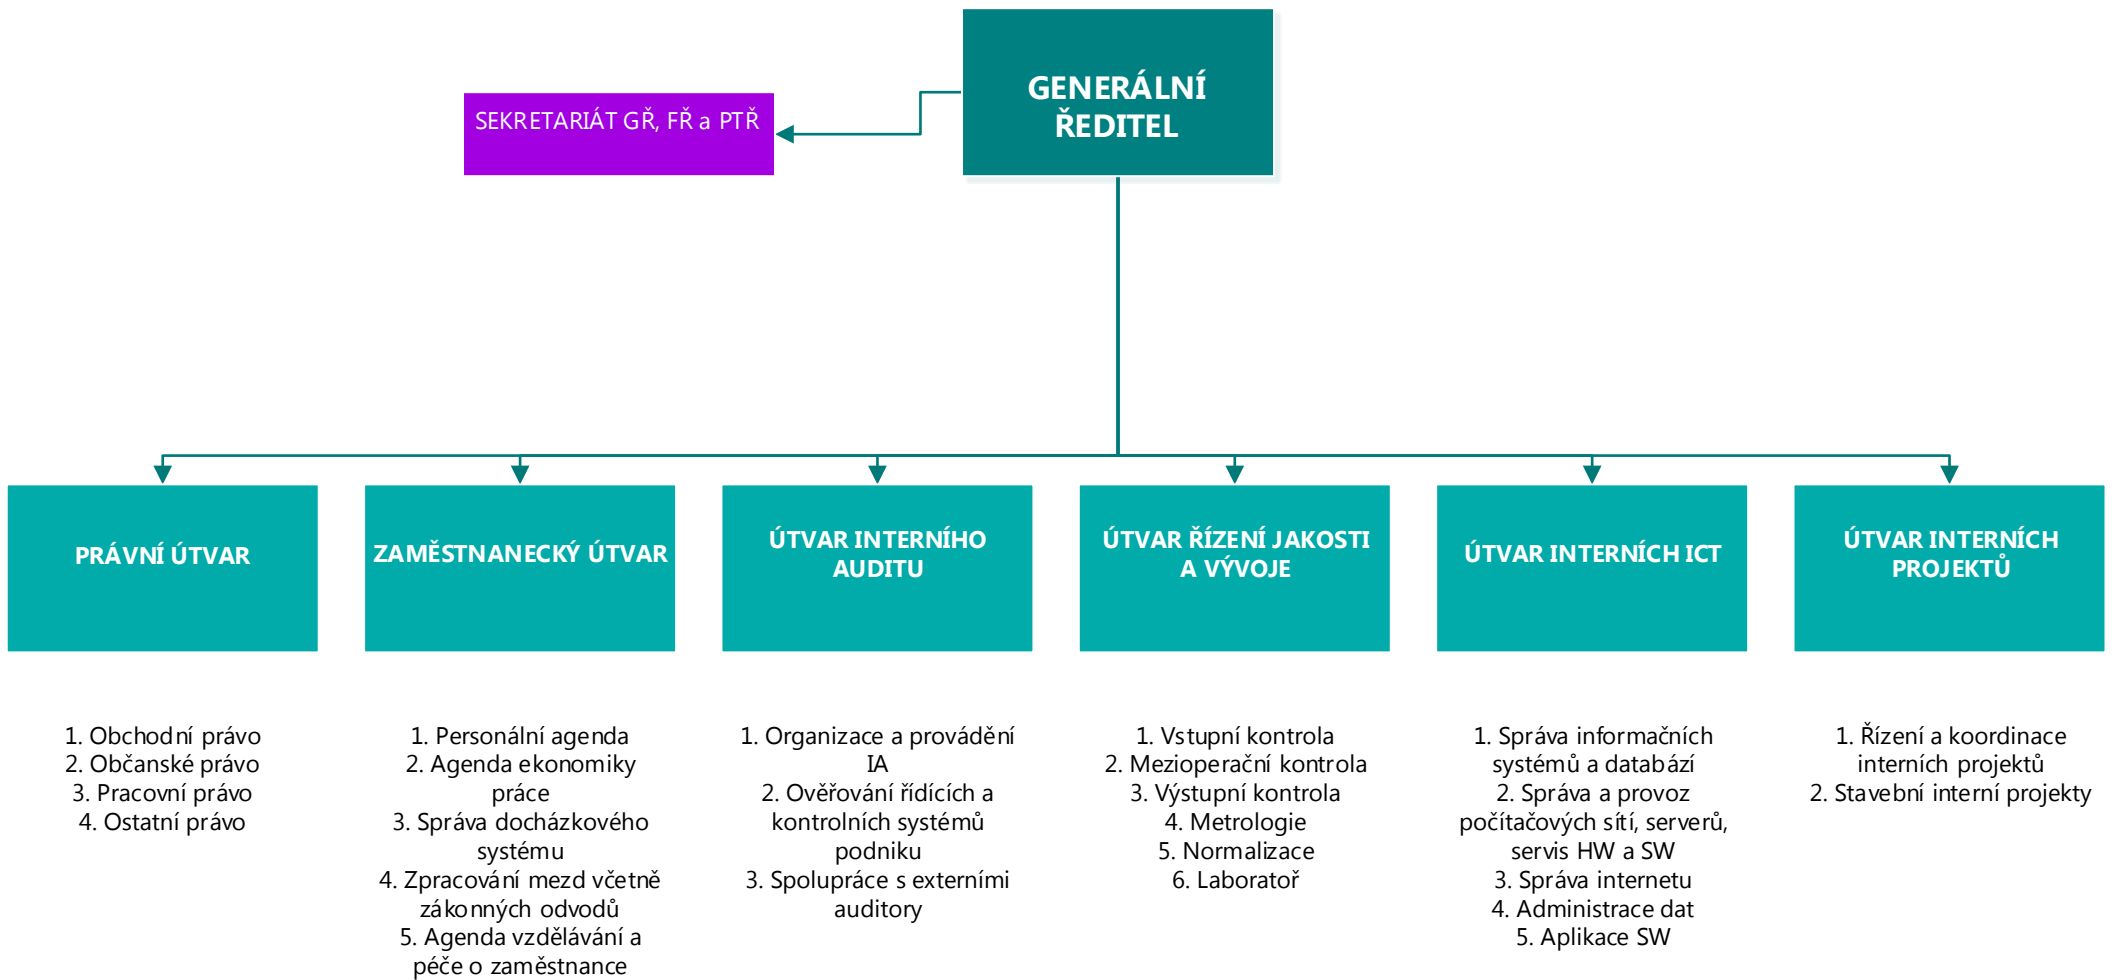 GENERÁLNÍ
ŘEDITEL
SEKRETARIÁT GŘ, FŘ a PTŘ
PRÁVNÍ ÚTVAR
ZAMĚSTNANECKÝ ÚTVAR
ÚTVAR INTERNÍHO
AUDITU
ÚTVAR ŘÍZENÍ JAKOSTI
A VÝVOJE
ÚTVAR INTERNÍCH ICT
ÚTVAR INTERNÍCH
PROJEKTŮ
1. Obchodní právo
2. Občanské právo
3. Pracovní právo
4. Ostatní právo
1. Personální agenda
2. Agenda ekonomiky
práce
3. Správa docházkového
systému
4. Zpracování mezd včetně
zákonných odvodů
5. Agenda vzdělávání a
péče o zaměstnance
1. Organizace a provádění
IA
2. Ověřování řídících a
kontrolních systémů
podniku
3. Spolupráce s externími
auditory
1. Vstupní kontrola
2. Mezioperační kontrola
3. Výstupní kontrola
4. Metrologie
5. Normalizace
6. Laboratoř
1. Správa informačních
systémů a databází
2. Správa a provoz
počítačových sítí, serverů,
servis HW a SW
3. Správa internetu
4. Administrace dat
5. Aplikace SW
1. Řízení a koordinace
interních projektů
2. Stavební interní projekty